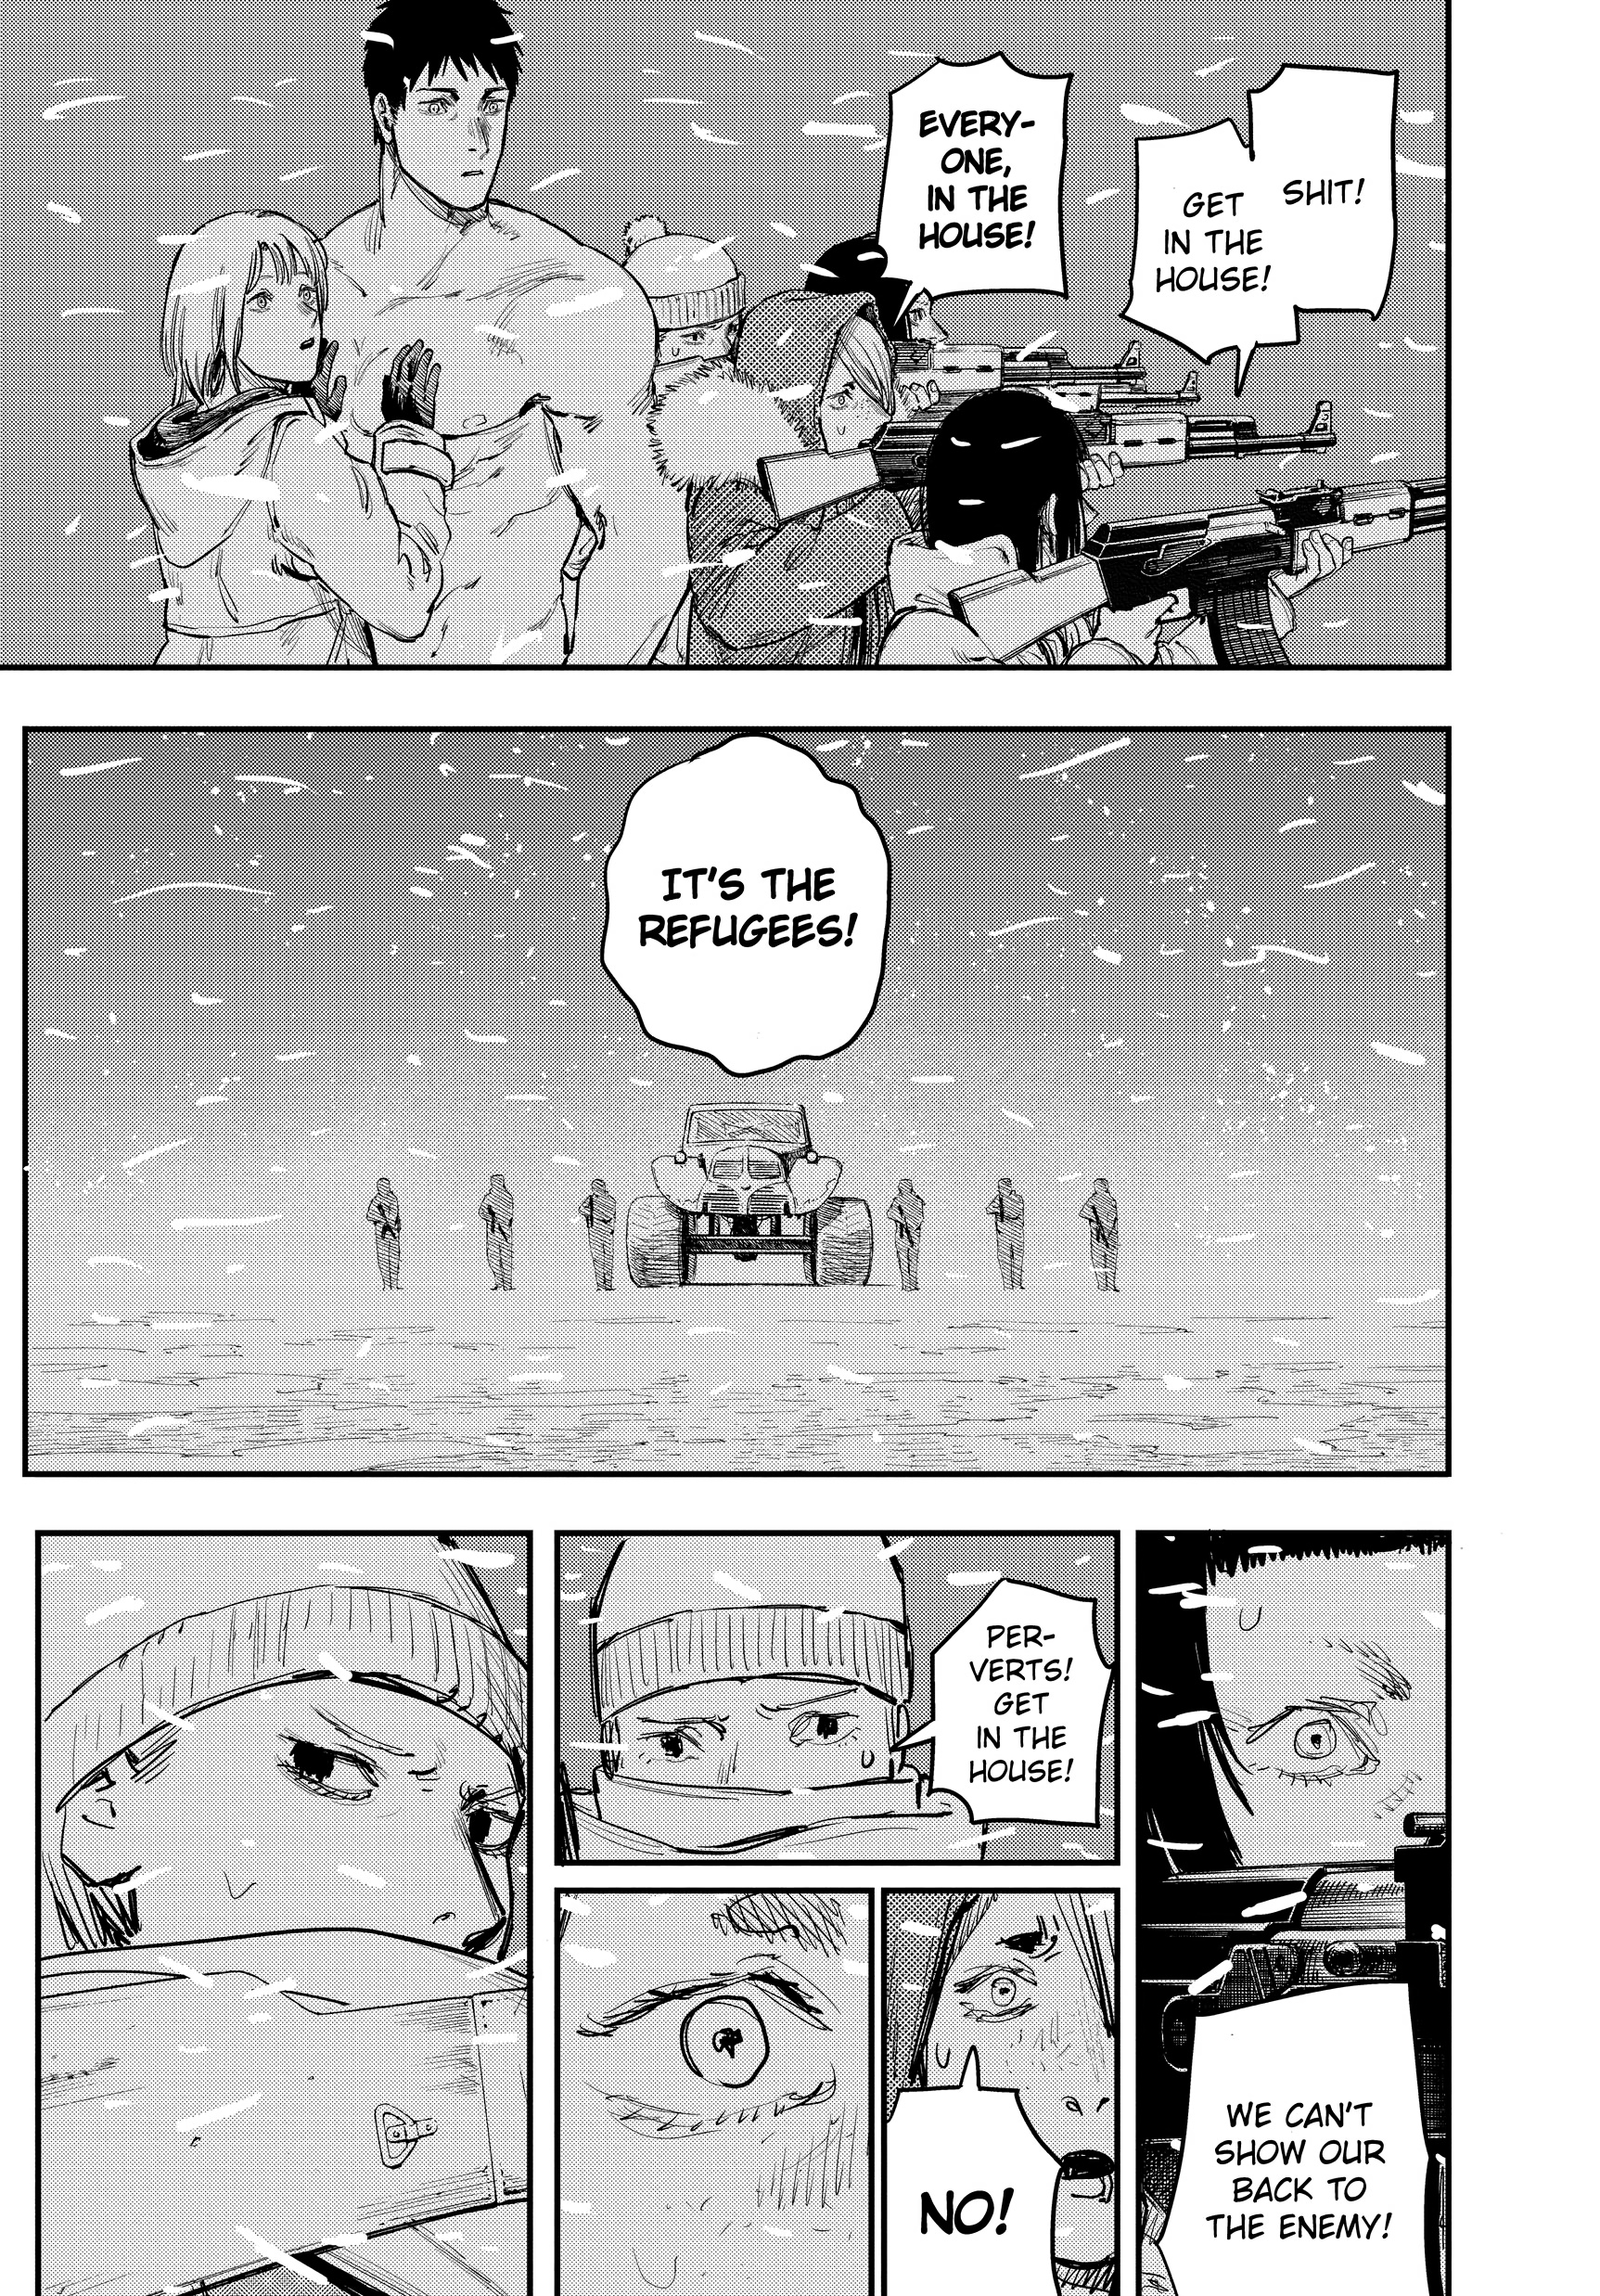 SHIT!
GET
IN THE
HOUSE!
EVERY-
ONE,
IN THE
HOUSE!
IT'S THE
REFUGEES!
WE CAN'T
SHOW OUR
BACK TO
THE ENEMY!
PER-
VERTS!
GET
IN THE
HOUSE!
NO!